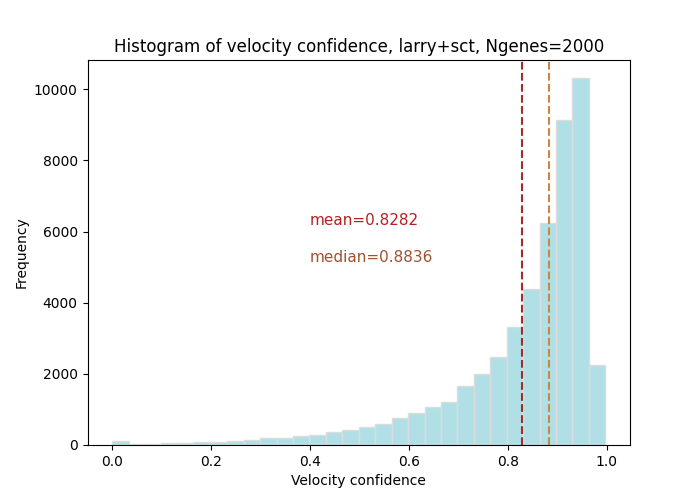 Histogram of velocity confidence, larry+sct, Ngenes=2000
10000
8000
6000
4000
2000
0
Frequency
mean=0.8282
median=0.8836
0.0 0.2 0.4 0.6 0.8 1.0
Velocity confidence